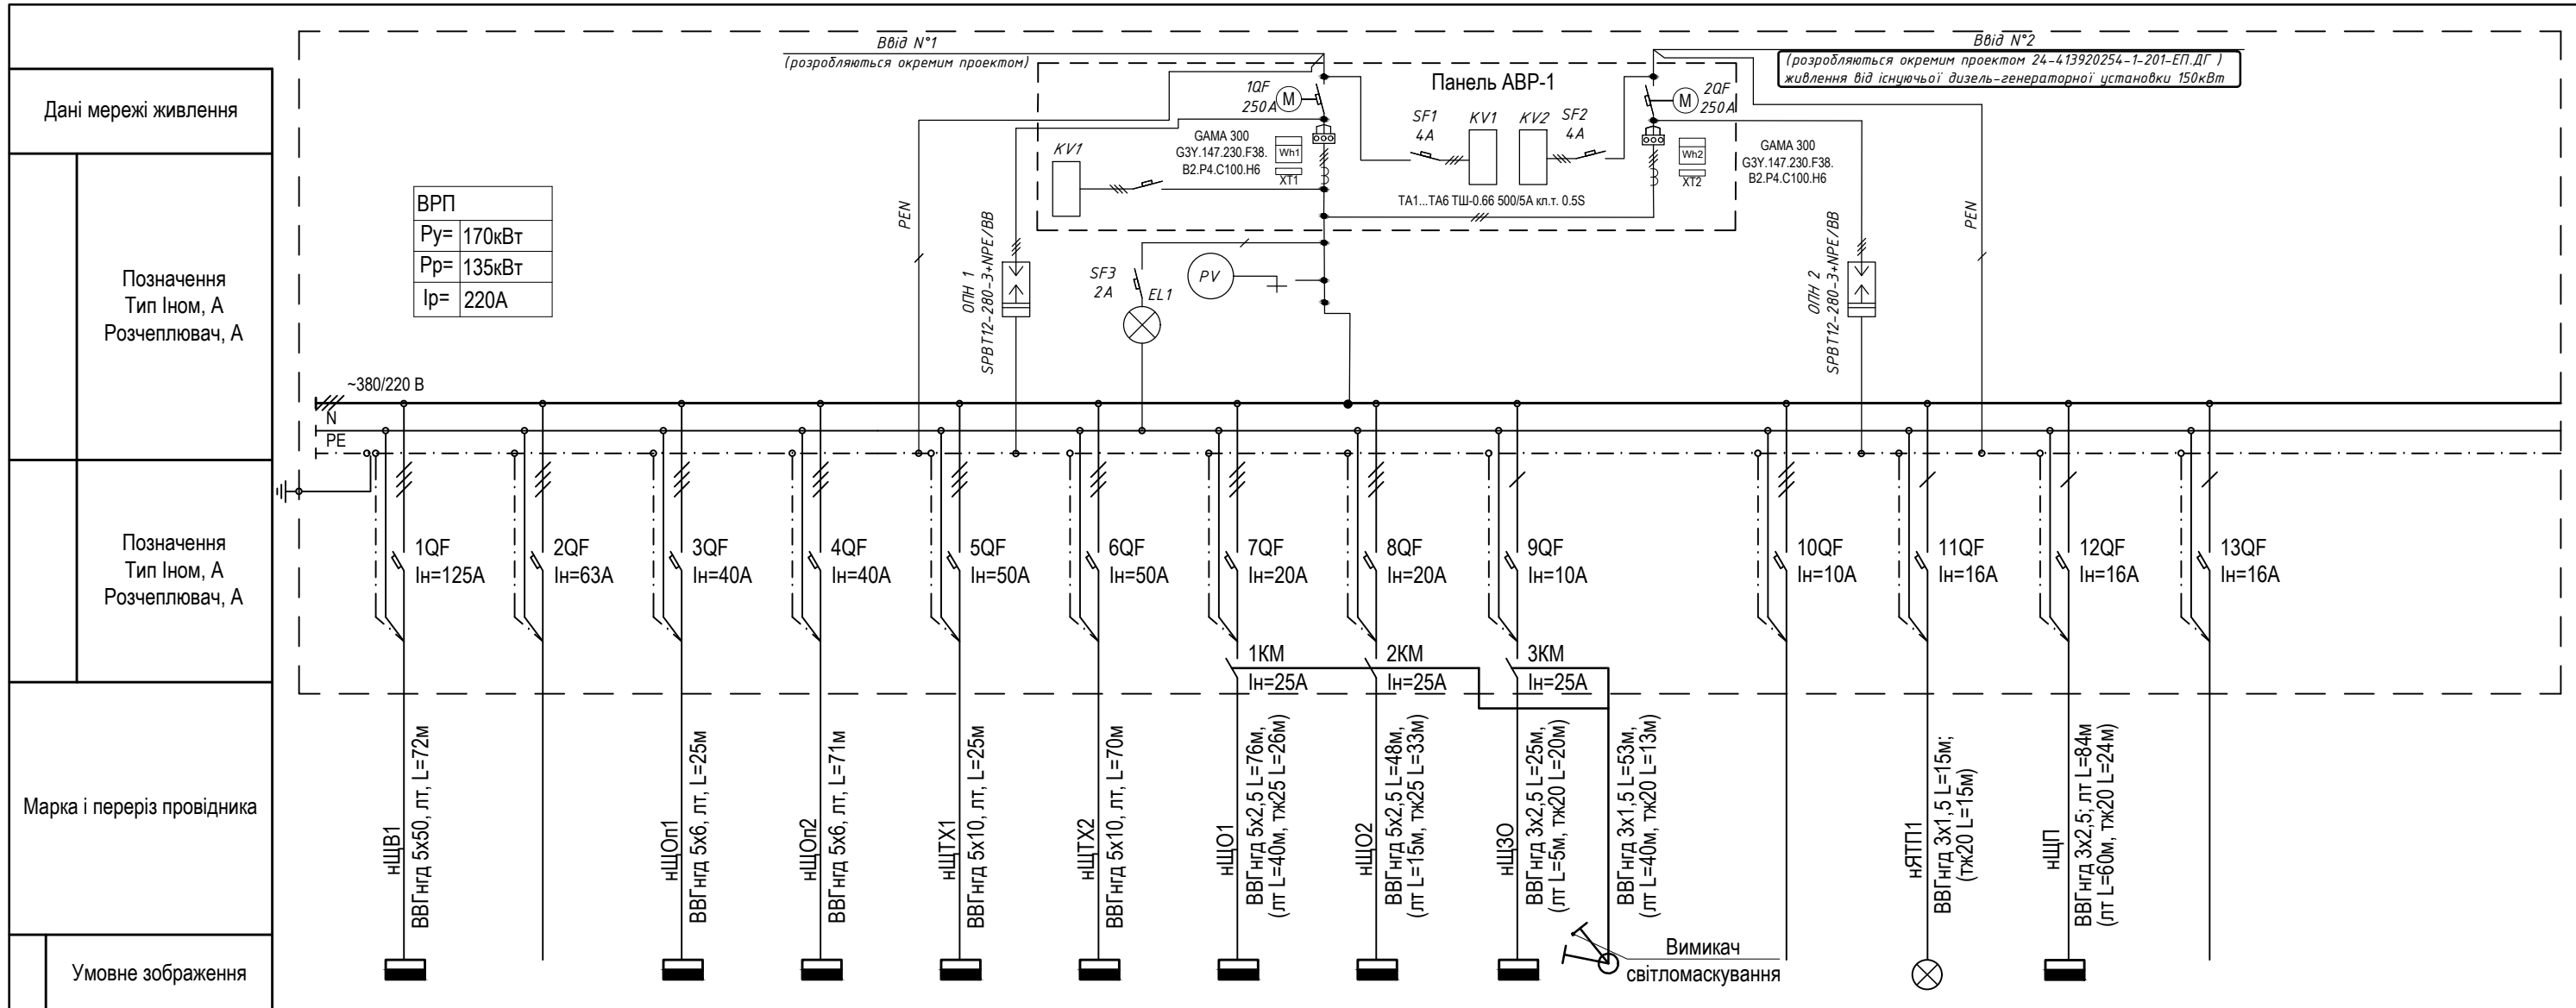 Дані мережі живлення
Позначення
Тип Іном, А
Розчеплювач, А
Позначення
Тип Іном, А
Розчеплювач, А
Марка і переріз провідника
Умовне зображення
ВРП
Pу= 170кВт
Pр= 135кВт
Iр= 220А
Ввід N°1
(розробляються окремим проектом)
Ввід N°2
(розробляються окремим проектом 24-413920254-1-201-ЕП.ДГ )
живлення від існуючої дизель-генераторної установки 150кВт
Панель АВР-1
1QF
250А
M
GAMA 300
G3Y.147.230.F38.
B2.P4.C100.H6
Wh1
XT1
KV1
SF1
4А
KV1
KV2
SF2
4А
M
2QF
250А
Wh2
XT2
GAMA 300
G3Y.147.230.F38.
B2.P4.C100.H6
ТА1...ТА6 ТШ-0.66 500/5А кл.т. 0.5S
PEN
ОПН 1
SPBT12-280-3+NPE/BB
SF3
2А
EL1
PV
ОПН 2
SPBT12-280-3+NPE/BB
PEN
~380/220 В
N
PE
1QF
Ін=125А
2QF
Ін=63А
3QF
Ін=40А
4QF
Ін=40А
5QF
Ін=50А
6QF
Ін=50А
7QF
Ін=20А
8QF
Ін=20А
9QF
Ін=10А
10QF
Ін=10А
11QF
Ін=16А
12QF
Ін=16А
13QF
Ін=16А
1КМ
Ін=25А
2КМ
Ін=25А
3КМ
Ін=25А
нЩВ1
ВВГнгд 5х50, лт, L=72м
нЩОп1
ВВГнгд 5х6, лт, L=25м
нЩОп2
ВВГнгд 5х6, лт, L=71м
нЩТХ1
ВВГнгд 5х10, лт, L=25м
нЩТХ2
ВВГнгд 5х10, лт, L=70м
нЩО1
ВВГнгд 5х2,5 L=76м,
(лт L=40м, тж25 L=26м)
нЩО2
ВВГнгд 5х2,5 L=48м,
(лт L=15м, тж25 L=33м)
нЩЗО
ВВГнгд 3х2,5 L=25м,
(лт L=5м, тж20 L=20м)
ВВГнгд 3х1,5 L=53м,
(лт L=40м, тж20 L=13м)
нЯТП1
ВВГнгд 3х1,5 L=15м;
(тж20 L=15м)
нЩП
ВВГнгд 3х2,5; лт L=84м
(лт L=60м, тж20 L=24м)
Вимикач
світломаскування